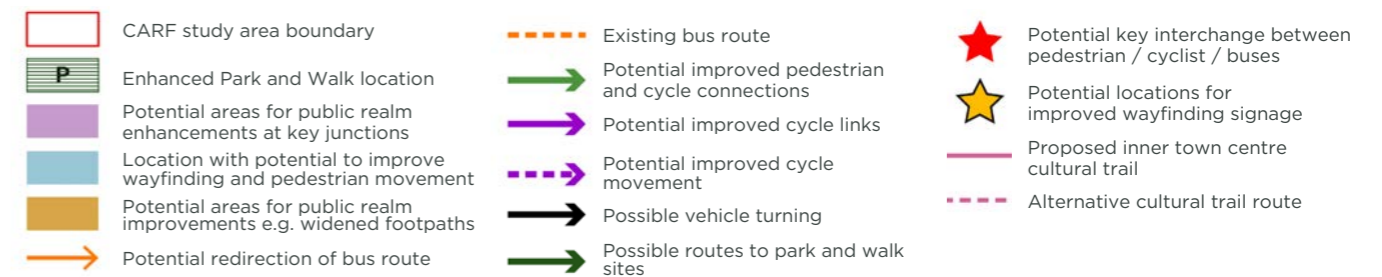 CARF study area boundary
P
Enhanced Park and Walk location
Potential areas for public realm
enhancements at key junctions
Location with potential to improve
wayfinding and pedestrian movement
Potential areas for public realm
improvements e.g. widened footpaths
Potential redirection of bus route
Existing bus route
Potential improved pedestrian
and cycle connections
Potential improved cycle links
Potential improved cycle
movement
Possible vehicle turning
Possible routes to park and walk
sites
Potential key interchange between
pedestrian / cyclist / buses
Potential locations for
improved wayfinding signage
Proposed inner town centre
cultural trail
Alternative cultural trail route